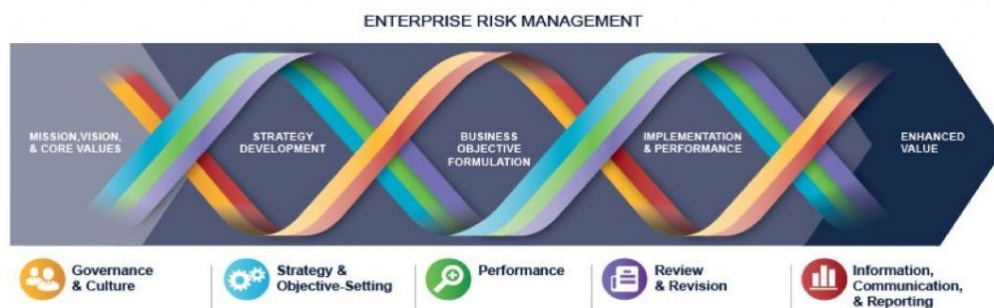 ENTERPRISE RISK MANAGEMENT
MISSION, VISION,
& CORE VALUES
STRATEGY
DEVELOPMENT
BUSINESS
OBJECTIVE
FORMULATION
IMPLEMENTATION
& PERFORMANCE
ENHANCED
VALUE
Governance
& Culture
Strategy &
Objective-Setting
Performance
Review
& Revision
Information,
Communication,
& Reporting